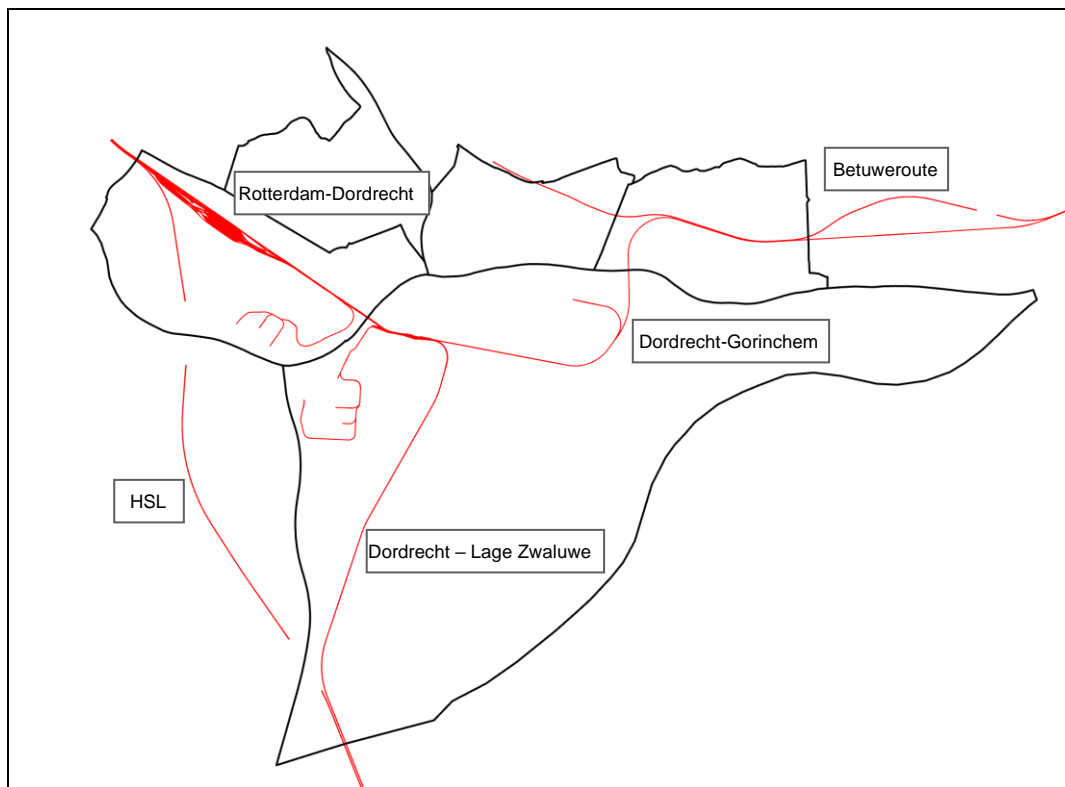 Betuweroute
Rotterdam-Dordrecht
Dordrecht-Gorinchem
HSL
Dordrecht – Lage Zwaluwe